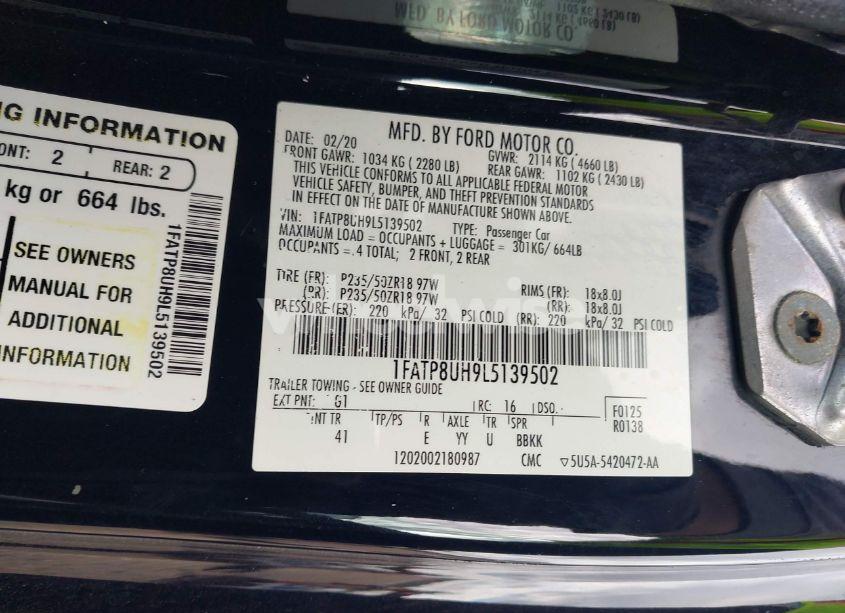 NG INFORMATION
ONT: 2 REAR: 2
kg or 664 lbs.
SEE OWNERS
MANUAL FOR
ADDITIONAL
INFORMATION
1FATP8UH9L5139502
MFD. BY FORD MOTOR CO.
DATE: 02/20 GVWR: 2114 KG ( 4660 LB)
FRONT GAWR: 1034 KG ( 2280 LB) REAR GAWR: 1102 KG ( 2430 LB)
THIS VEHICLE CONFORMS TO ALL APPLICABLE FEDERAL MOTOR
VEHICLE SAFETY, BUMPER, AND THEFT PREVENTION STANDARDS
IN EFFECT ON THE DATE OF MANUFACTURE SHOWN ABOVE.
VIN: 1FATP8UH9L5139502 TYPE: Passenger Car
MAXIMUM LOAD = OCCUPANTS + LUGGAGE = 301KG/ 664LB
OCCUPANTS = 4 TOTAL; 2 FRONT, 2 REAR
TIRE (FR): P235/50ZR18 97W RIMS (FR): 18x8.0J
(RR): P235/50ZR18 97W (RR): 18x8.0J
PRESSURE (FR): 220 kPa/ 32 PSI COLD (RR): 220 kPa/ 32 PSI COLD
1FATP8UH9L5139502
TRAILER TOWING - SEE OWNER GUIDE
EXT PNT: G1 RC: 16 DSO: F0125
R0138
INT TR TP/PS R AXLE TR SPR
41 E YY U BBKK
1202002180987 CMC ▽5U5A-5420472-AA